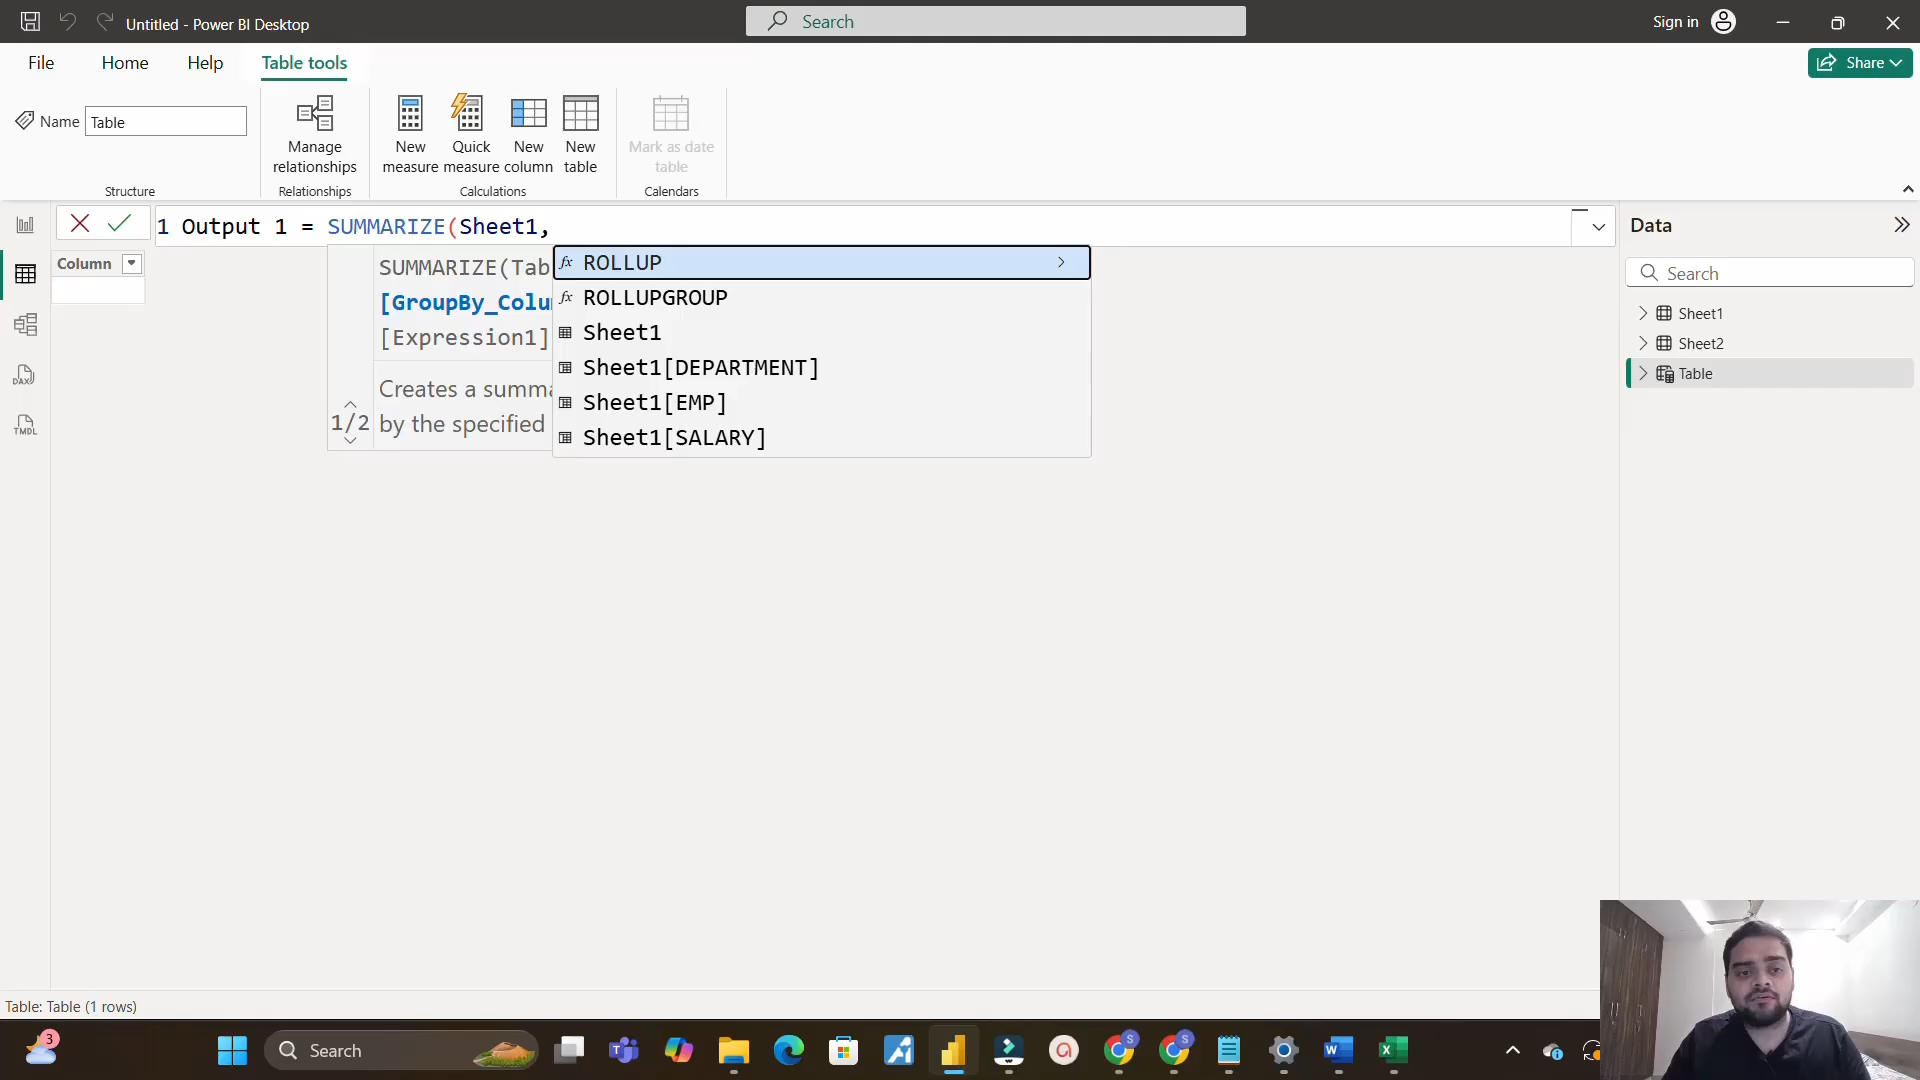 Untitled - Power BI Desktop
Search
Sign in
File
Home
Help
Table tools
Share
Name
Table
Manage relationships
New measure
Quick measure
New column
New table
Mark as date table
Structure
Relationships
Calculations
Calendars
1 Output 1 = SUMMARIZE(Sheet1,
Data
Column
SUMMARIZE(Tab
[GroupBy_Colu
[Expression1]
Creates a summa
1/2 by the specified
ROLLUP
ROLLUPGROUP
Sheet1
Sheet1[DEPARTMENT]
Sheet1[EMP]
Sheet1[SALARY]
Search
Sheet1
Sheet2
Table
DAX
TMDL
Table: Table (1 rows)
3
Search
S
S